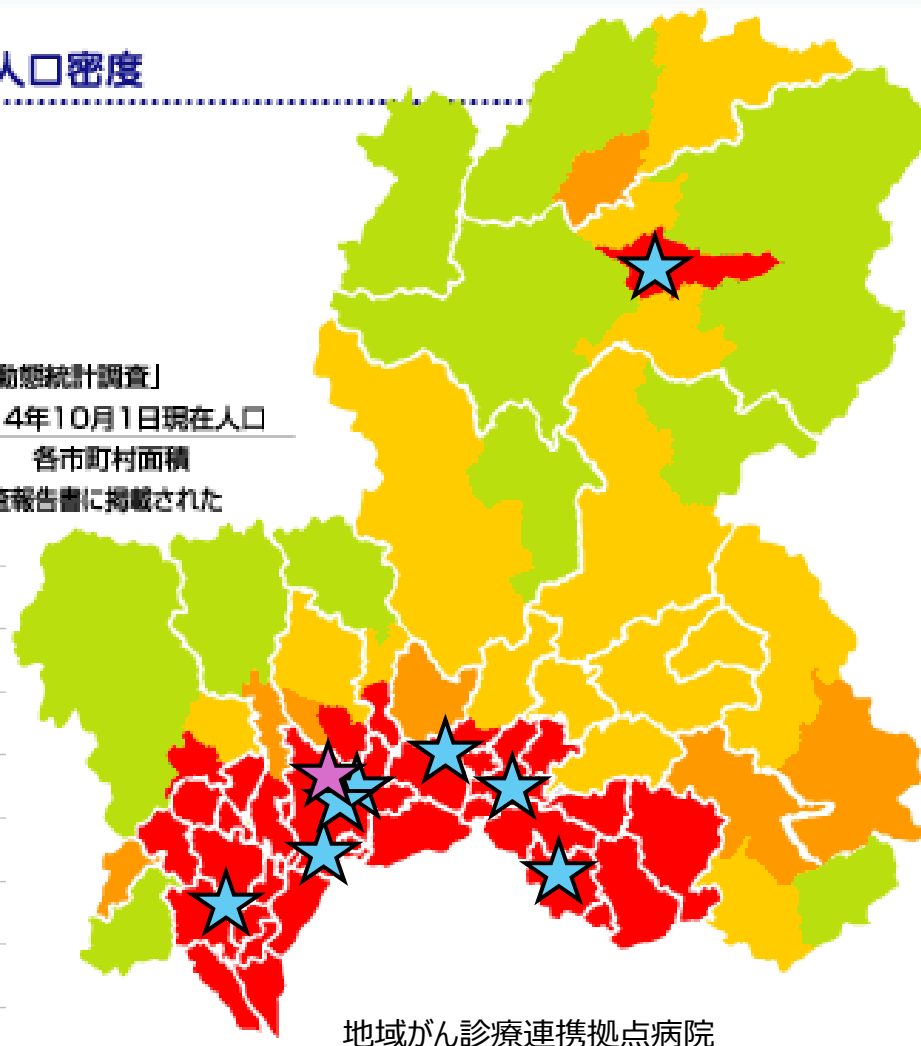 人口密度
動態統計調査」
4年10月1日現在人口
各市町村面積
査報告書に掲載された
地域がん診療連携拠点病院